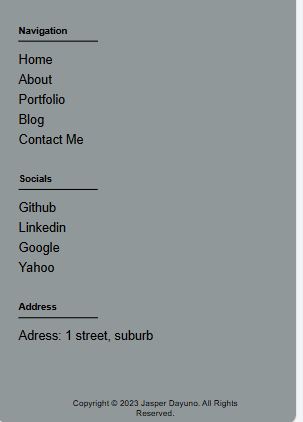 Navigation
Home
About
Portfolio
Blog
Contact Me
Socials
Github
Linkedin
Google
Yahoo
Address
Adress: 1 street, suburb
Copyright © 2023 Jasper Dayuno. All Rights
Reserved.